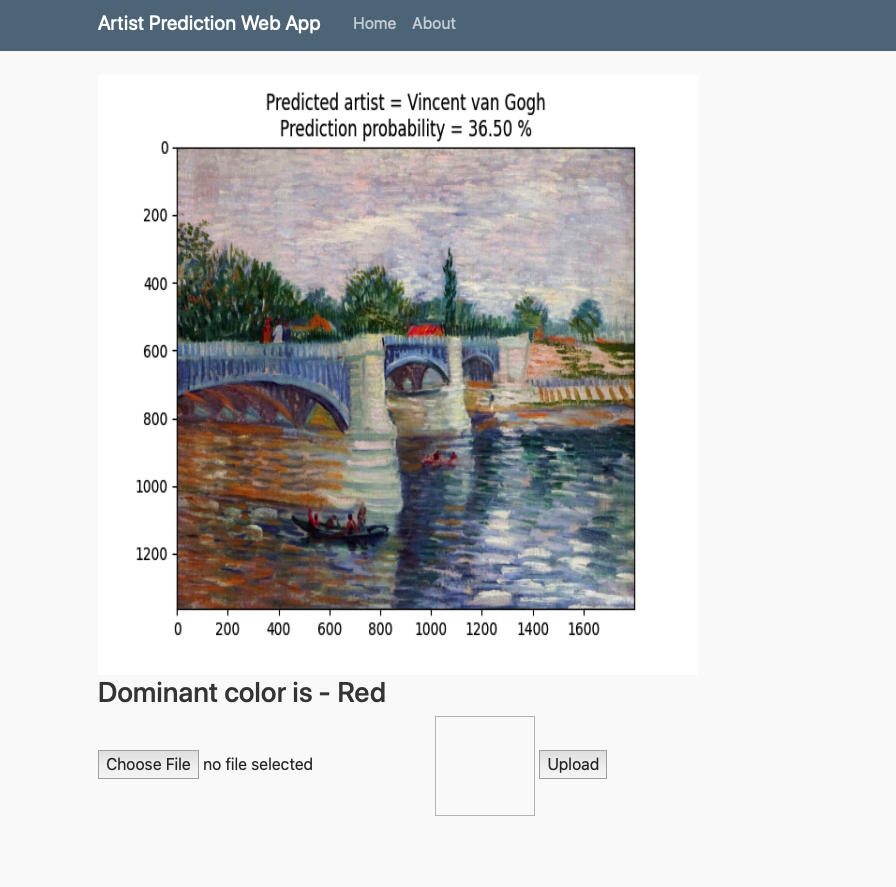 Artist Prediction Web App Home About
Predicted artist = Vincent van Gogh
Prediction probability = 36.50 %
0
200
400
600
800
1000
1200
0 200 400 600 800 1000 1200 1400 1600
Dominant color is - Red
Choose File no file selected Upload